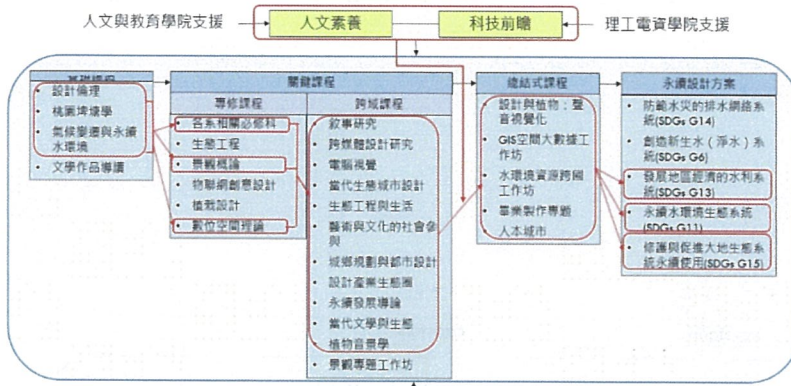 人文與教育學院支援
人文素養
科技前瞻
理工電資學院支援
基礎課程
關鍵課程
總結式課程
永續設計方案
專修課程
跨域課程
• 設計倫理
• 桃園埤塘學
• 氣候變遷與永續
水環境
• 文學作品導讀
• 各系相關必修科
• 生態工程
• 景觀概論
• 物聯網創意設計
• 植栽設計
• 數位空間理論
• 敘事研究
• 跨媒體設計研究
• 電腦視覺
• 當代生態城市設計
• 生態工程與生活
• 藝術與文化的社會參
與
• 城鄉規劃與都市設計
• 設計產業生態圈
• 永續發展導論
• 當代文學與生態
• 植物音景學
• 景觀專題工作坊
• 設計與植物：聲
音視覺化
• GIS空間大數據工
作坊
• 水環境資源跨國
工作坊
• 畢業製作專題
• 人本城市
• 防範水災的排水網絡系
統(SDGs G14)
• 創造新生水（淨水）系
統(SDGs G6)
• 發展地區經濟的水利系
統(SDGs G13)
• 永續水環境生態系統
(SDGs G11)
• 修護與促進大地生態系
統永續使用(SDGs G15)